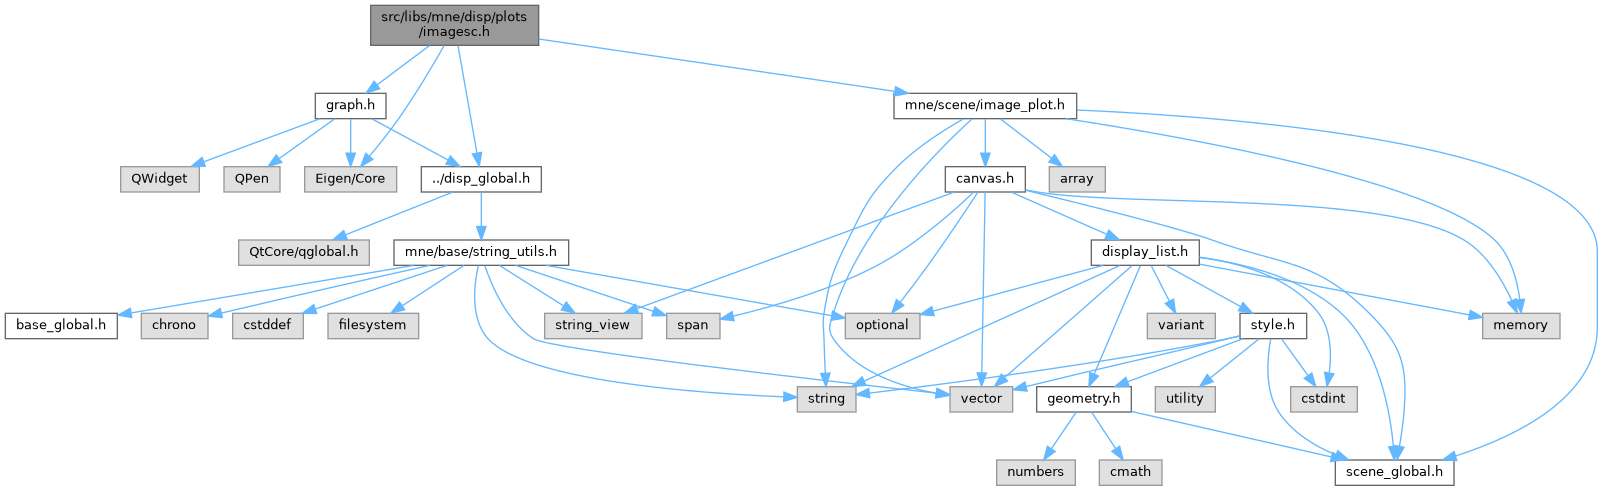 src/libs/mne/disp/plots
/imagesc.h
graph.h
mne/scene/image_plot.h
QWidget
QPen
Eigen/Core
../disp_global.h
canvas.h
array
QtCore/qglobal.h
mne/base/string_utils.h
display_list.h
base_global.h
chrono
cstddef
filesystem
string_view
span
optional
variant
style.h
memory
string
vector
geometry.h
utility
cstdint
numbers
cmath
scene_global.h